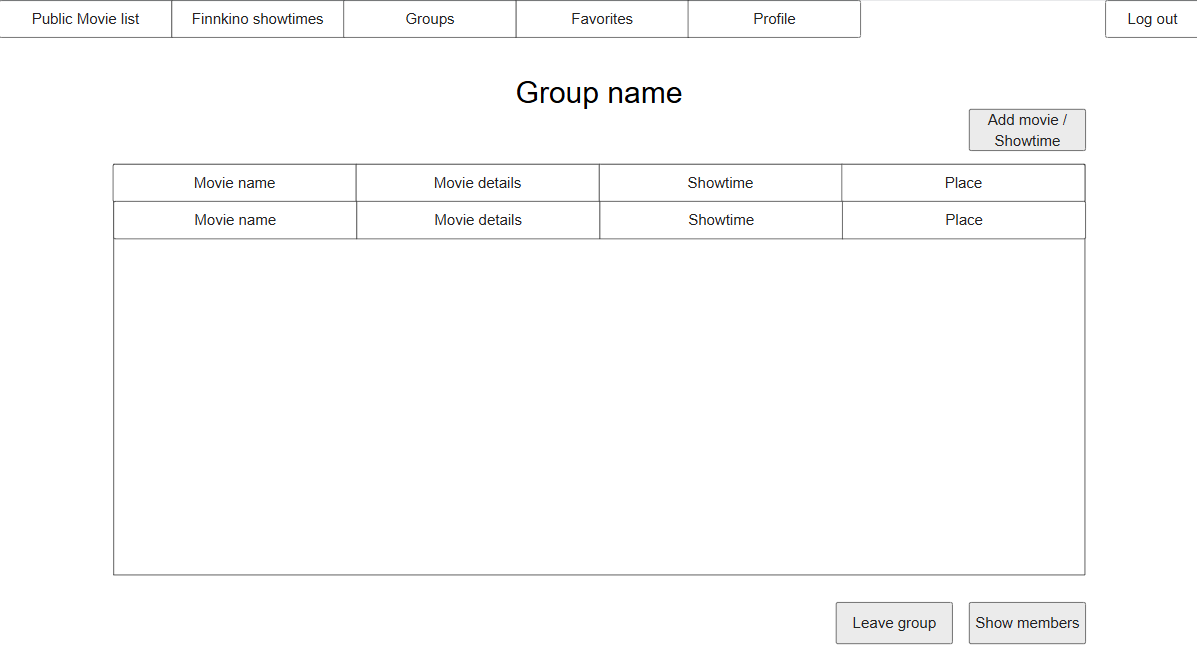 Public Movie list Finnkino showtimes Groups Favorites Profile Log out
Group name
Add movie /
Showtime
Movie name Movie details Showtime Place
Movie name Movie details Showtime Place
Leave group Show members